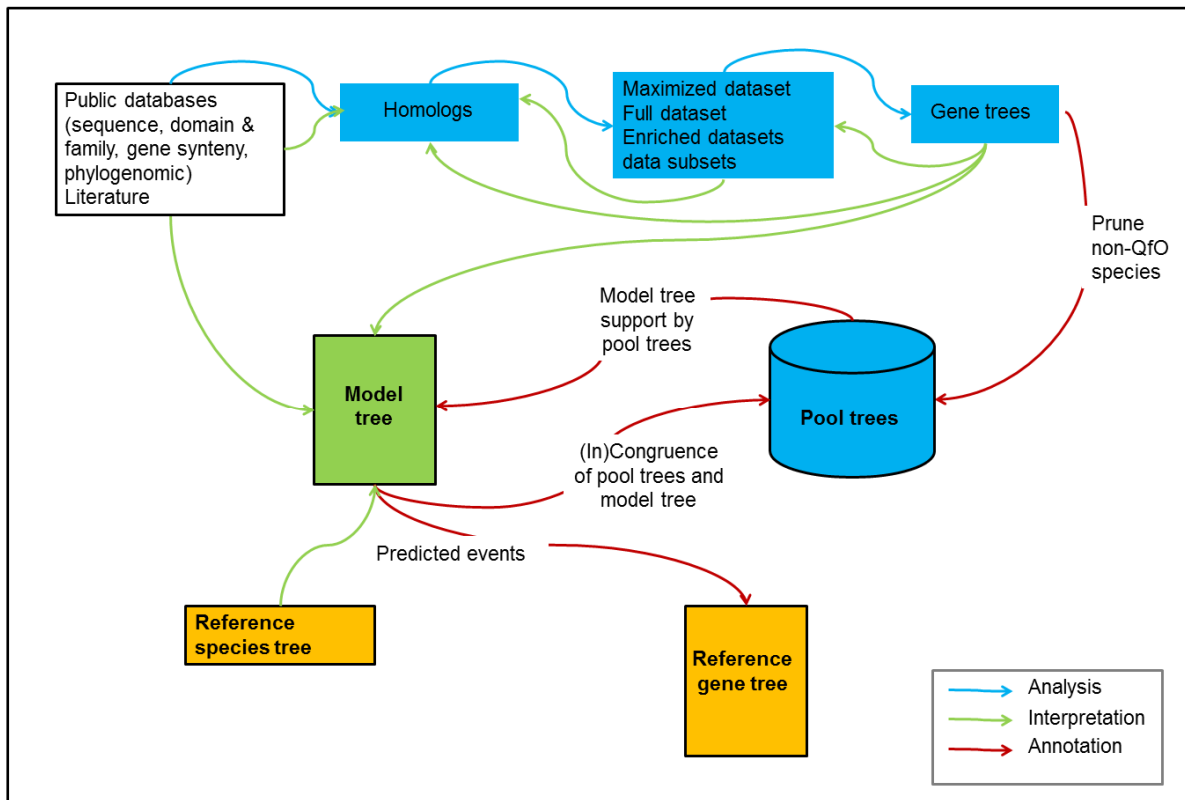 Public databases
(sequence, domain &
family, gene synteny,
phylogenomic)
Literature
Homologs
Maximized dataset
Full dataset
Enriched datasets
data subsets
Gene trees
Prune
non-QfO
species
Model tree
support by
pool trees
Model
tree
Pool trees
(In)Congruence
of pool trees and
model tree
Predicted events
Reference
species tree
Reference
gene tree
Analysis
Interpretation
Annotation